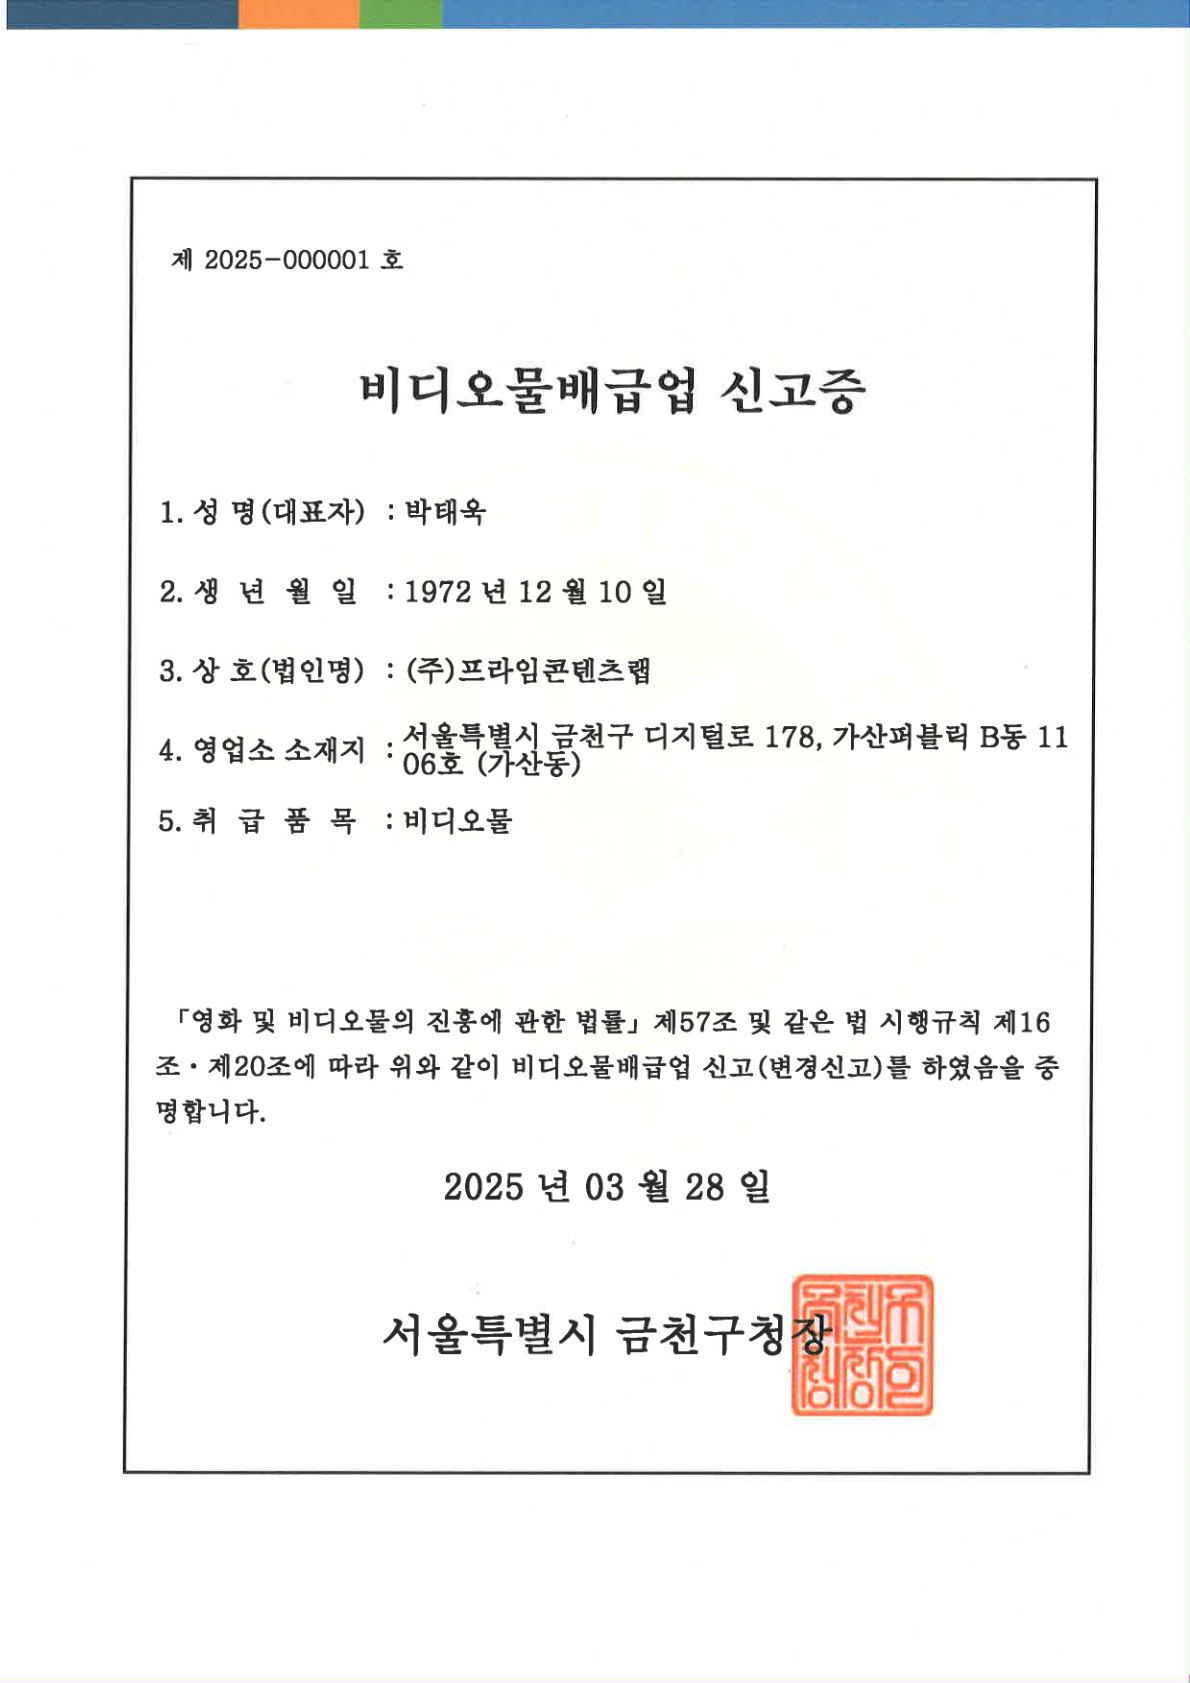 제 2025-000001 호
비디오물배급업 신고증
1. 성 명(대표자) : 박태욱
2. 생 년 월 일 : 1972 년 12 월 10 일
3. 상 호(법인명) : (주)프라임콘텐츠랩
4. 영업소 소재지 : 서울특별시 금천구 디지털로 178, 가산퍼블릭 B동 11
06호 (가산동)
5. 취 급 품 목 : 비디오물
「영화 및 비디오물의 진흥에 관한 법률」 제57조 및 같은 법 시행규칙 제16
조·제20조에 따라 위와 같이 비디오물배급업 신고(변경신고)를 하였음을 증
명합니다.
2025 년 03 월 28 일
서울특별시 금천구청장